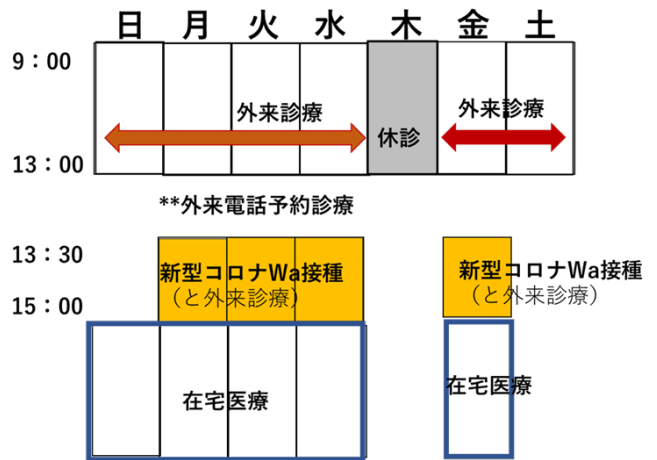 日 月 火 水 木 金 土
9：00
外来診療
外来診療
休診
13：00
**外来電話予約診療
13：30
新型コロナWa接種
（と外来診療）
新型コロナWa接種
（と外来診療）
15：00
在宅医療
在宅医療